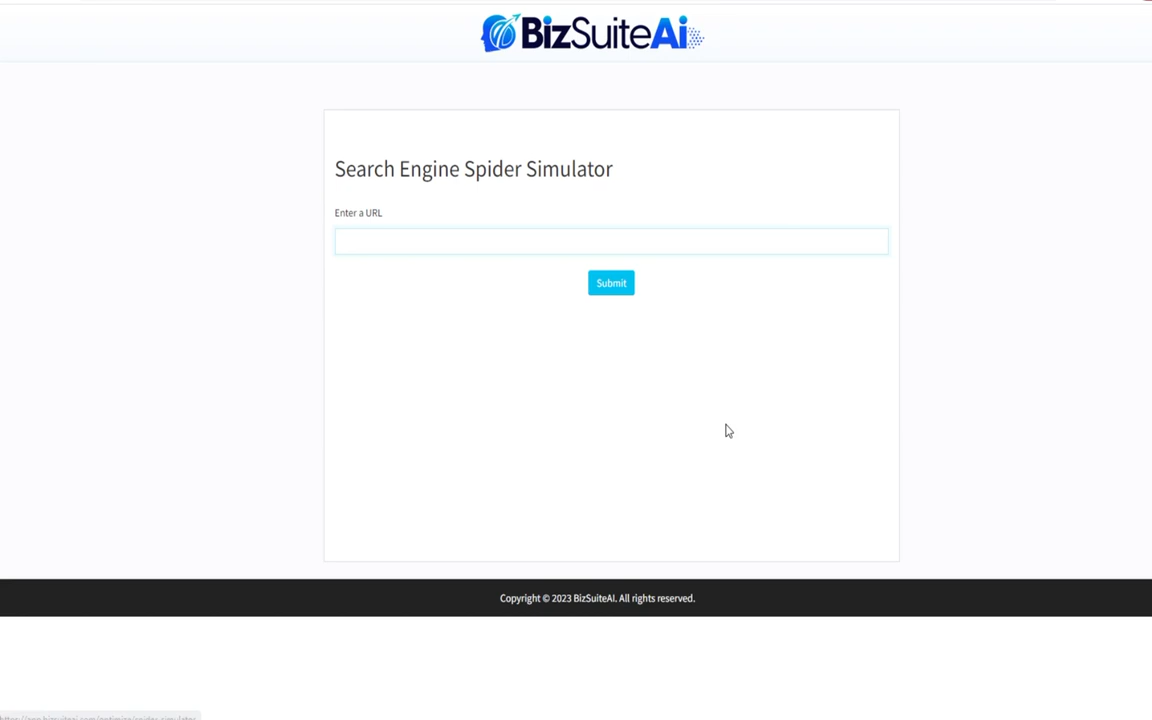 BizSuiteAi
Search Engine Spider Simulator
Enter a URL
Submit
Copyright © 2023 BizSuiteAI. All rights reserved.